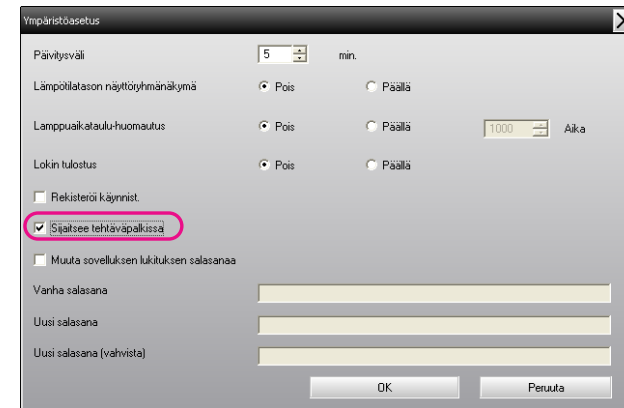 Ympäristöasetus
Päivitysväli 5 min.
Lämpötilatason näyttöryhmänäkymä Pois Päällä
Lamppuaikataulu-huomautus Pois Päällä 1000 Aika
Lokin tulostus Pois Päällä
Rekisteröi käynnist.
Sijaitsee tehtäväpalkissa
Muuta sovelluksen lukituksen salasanaa
Vanha salasana
Uusi salasana
Uusi salasana (vahvista)
OK Peruuta